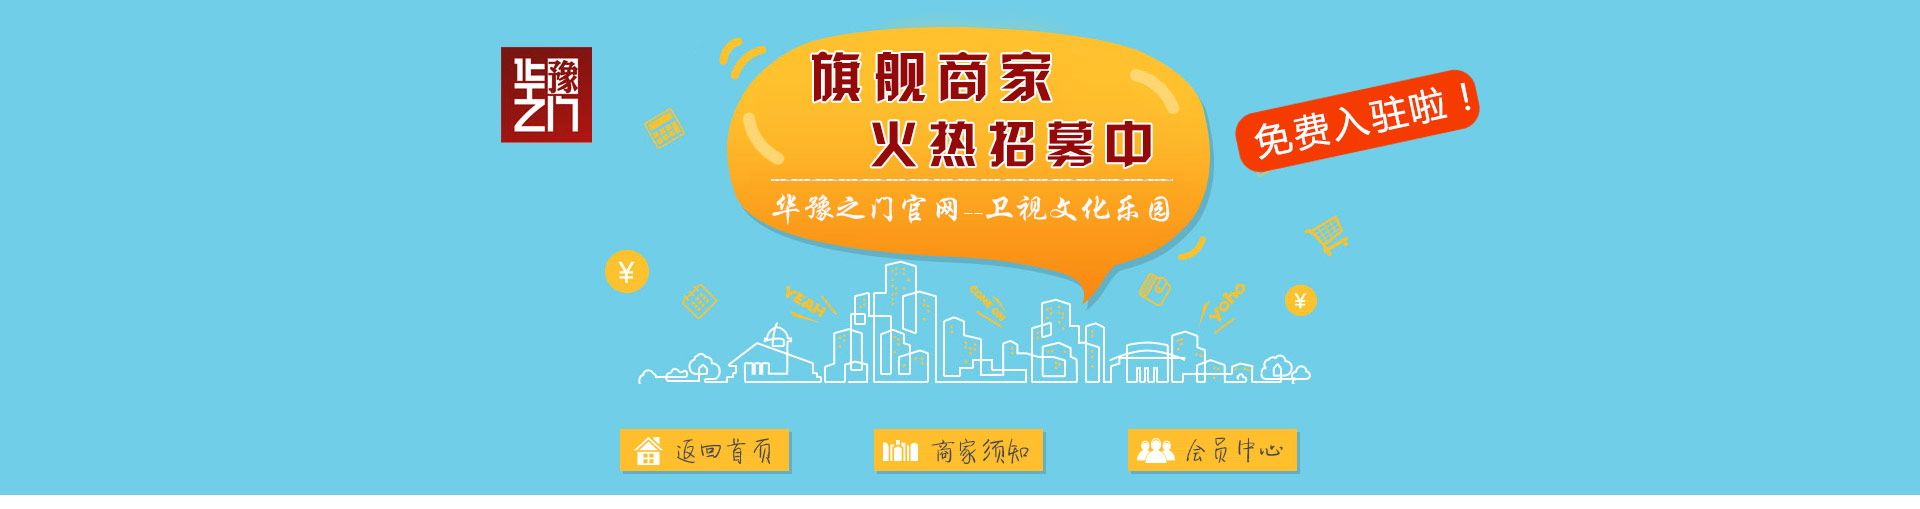 华豫之门
旗舰商家
火热招募中
华豫之门官网--卫视文化乐园
免费入驻啦！
¥
YEAH
COME ON
yoho
¥
返回首页
商家须知
会员中心